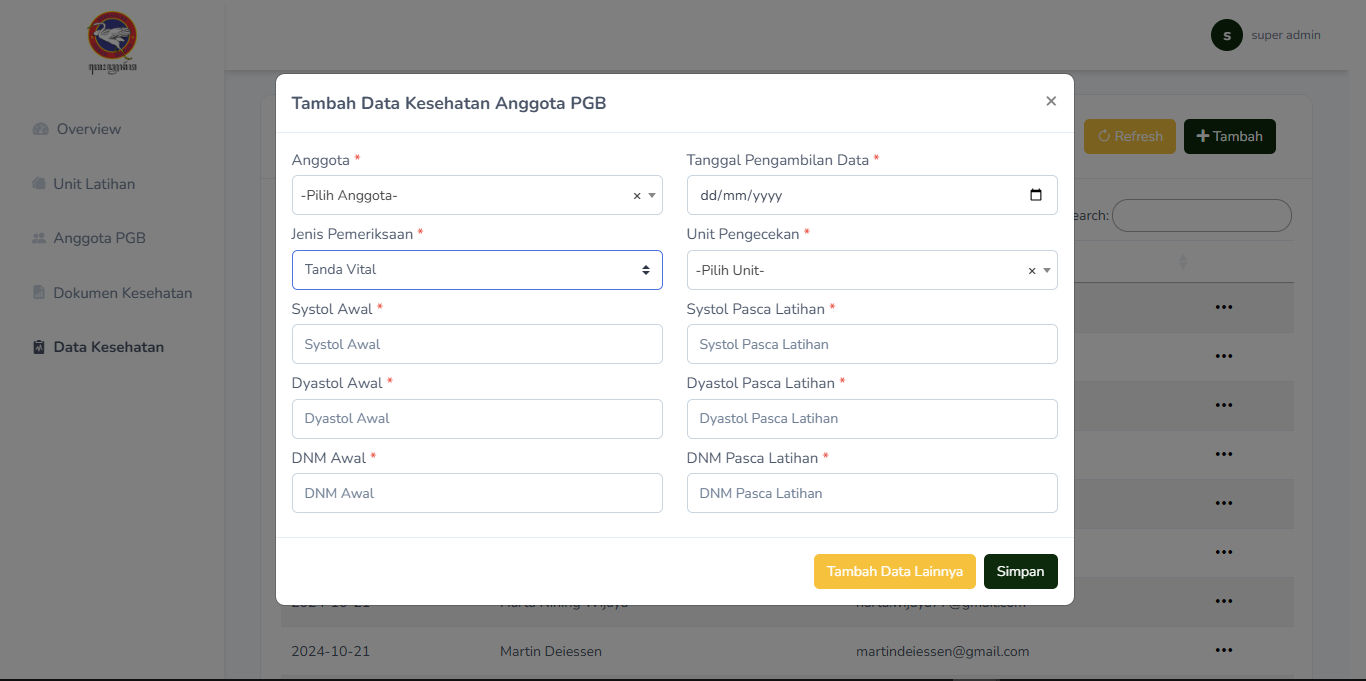 S super admin
Overview
Unit Latihan
Anggota PGB
Dokumen Kesehatan
Data Kesehatan
Refresh Tambah
earch:
Tambah Data Kesehatan Anggota PGB ×
Anggota * Tanggal Pengambilan Data *
-Pilih Anggota- × dd/mm/yyyy
Jenis Pemeriksaan * Unit Pengecekan *
Tanda Vital -Pilih Unit- ×
Systol Awal * Systol Pasca Latihan *
Systol Awal Systol Pasca Latihan
Dyastol Awal * Dyastol Pasca Latihan *
Dyastol Awal Dyastol Pasca Latihan
DNM Awal * DNM Pasca Latihan *
DNM Awal DNM Pasca Latihan
Tambah Data Lainnya Simpan
2024-10-21
2024-10-21 Martin Deiessen martindeiessen@gmail.com